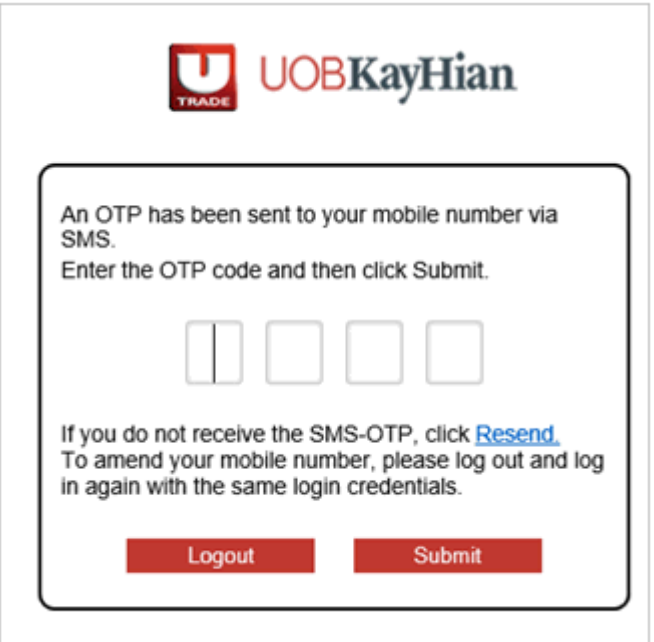 U
TRADE
UOBKayHian
An OTP has been sent to your mobile number via
SMS.
Enter the OTP code and then click Submit.
If you do not receive the SMS-OTP, click Resend.
To amend your mobile number, please log out and log
in again with the same login credentials.
Logout Submit